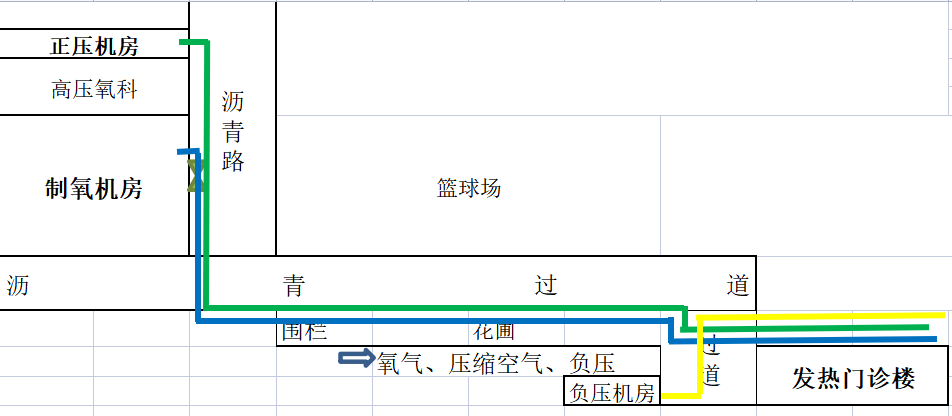 正压机房
高压氧科
沥
青
路
制氧机房
篮球场
沥 青 过 道
围栏 花圃
过
道
氧气、压缩空气、负压
负压机房
发热门诊楼